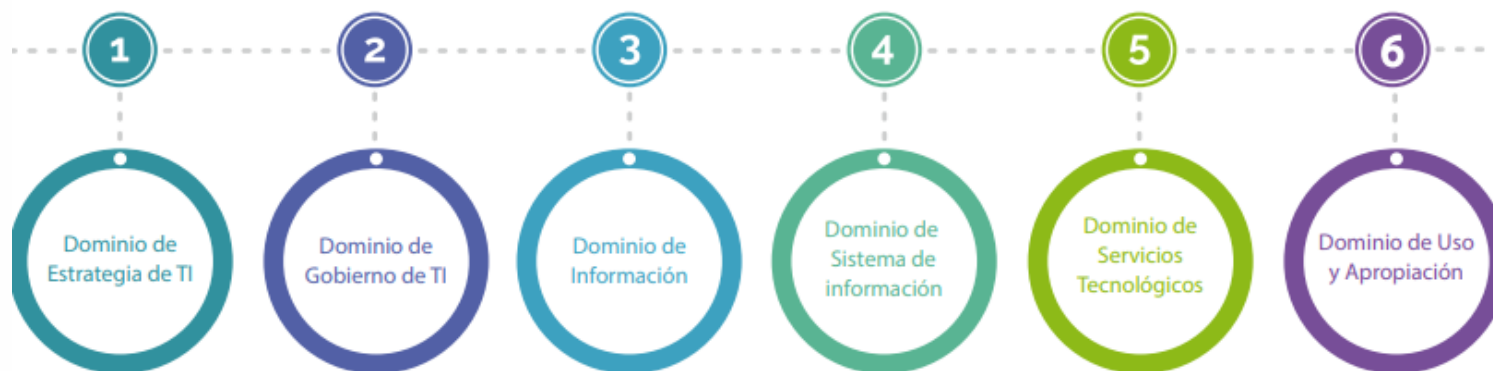 1
2
3
4
5
6
Dominio de
Estrategia de TI
Dominio de
Gobierno de TI
Dominio de
Información
Dominio de
Sistema de
información
Dominio de
Servicios
Tecnológicos
Dominio de Uso
y Apropiación